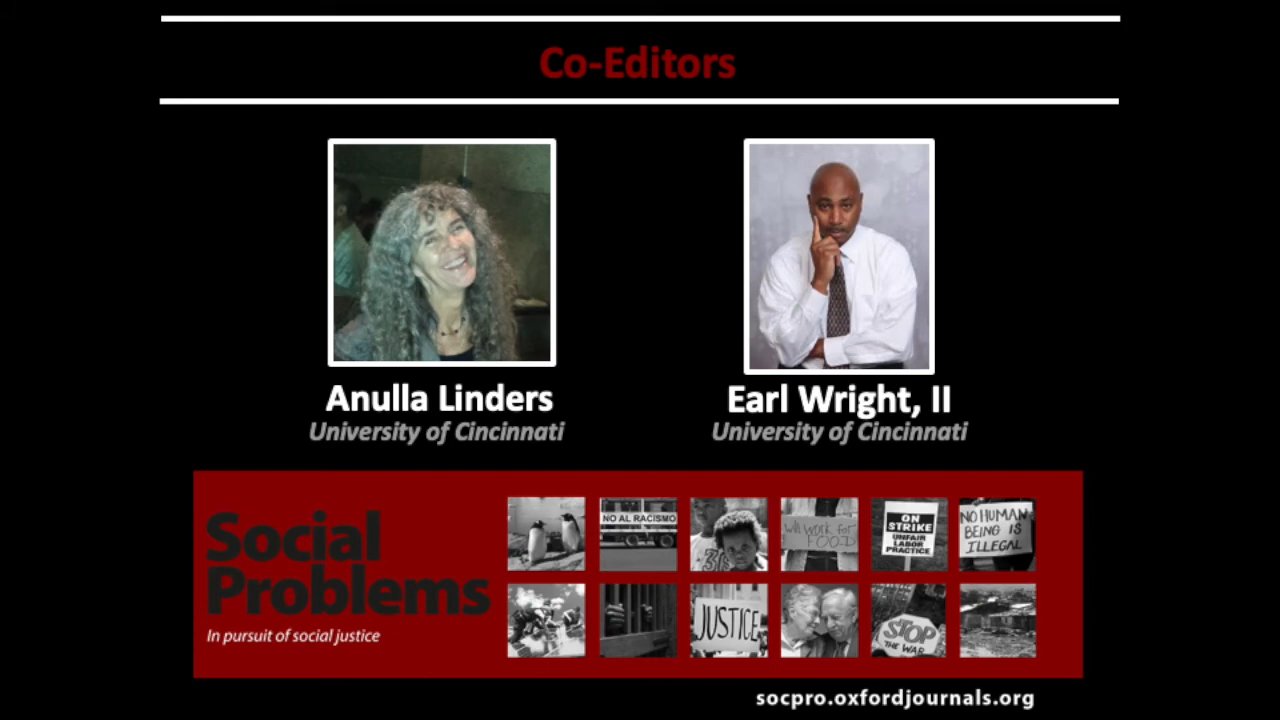 Co-Editors
Anulla Linders
University of Cincinnati
Earl Wright, II
University of Cincinnati
Social
Problems
In pursuit of social justice
NO AL RACISMO
36
will work for
FOOD
ON
STRIKE
UNFAIR
LABOR
PRACTICE
NO HUMAN
BEING IS
ILLEGAL
JUSTICE
STOP
THE WAR
socpro.oxfordjournals.org